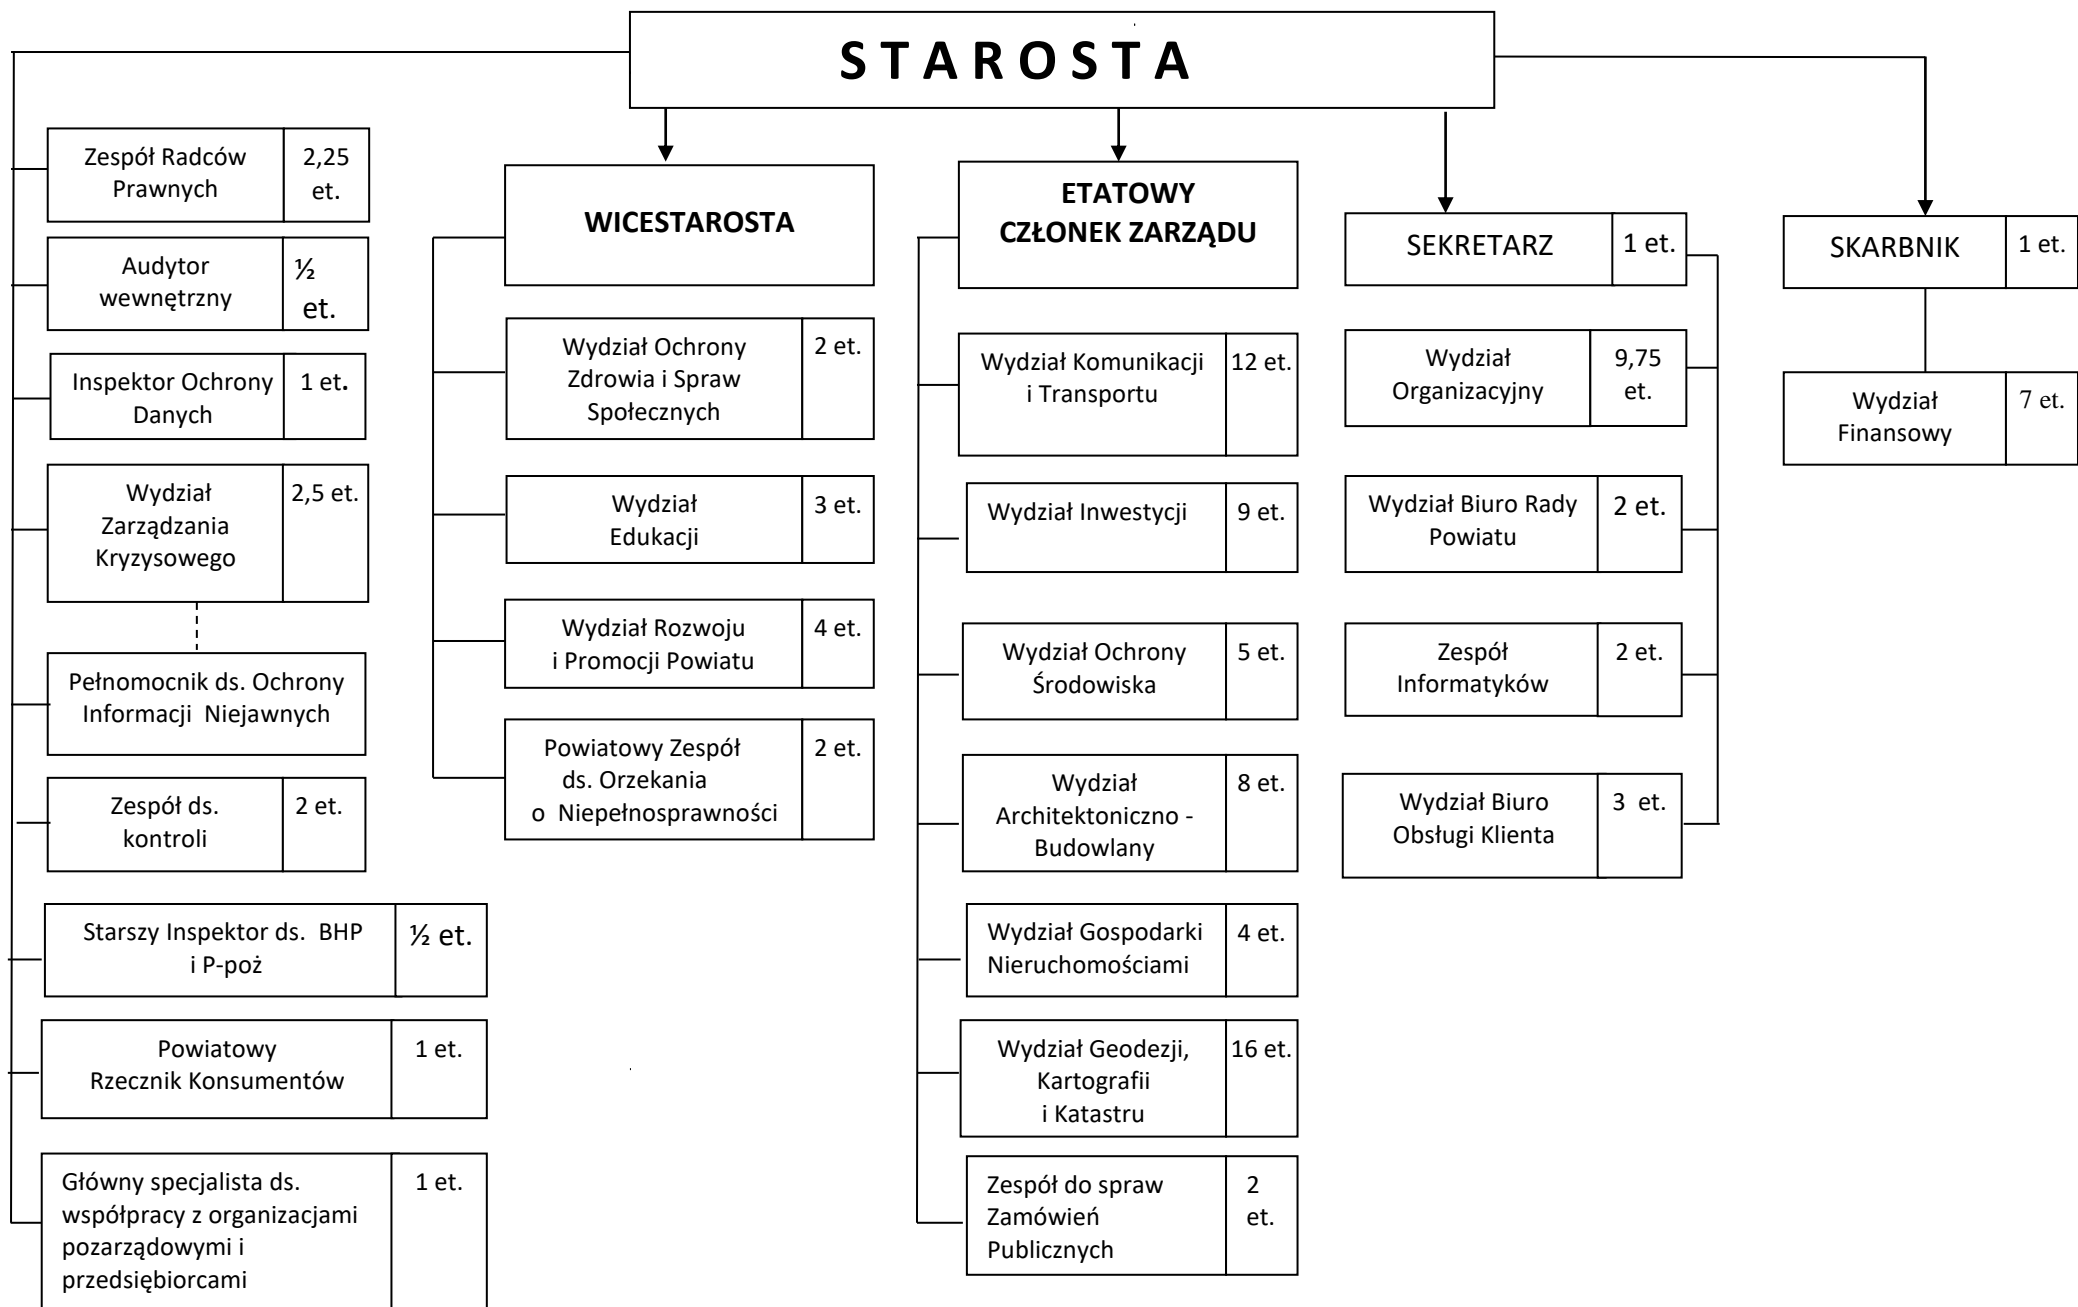 S T A R O S T A
Zespół Radców
Prawnych
2,25
et.
Audytor
wewnętrzny
½
et.
Inspektor Ochrony
Danych
1 et.
Wydział
Zarządzania
Kryzysowego
2,5 et.
Pełnomocnik ds. Ochrony
Informacji Niejawnych
Zespół ds.
kontroli
2 et.
Starszy Inspektor ds. BHP
i P-poż
½ et.
Powiatowy
Rzecznik Konsumentów
1 et.
Główny specjalista ds.
współpracy z organizacjami
pozarządowymi i
przedsiębiorcami
1 et.
WICESTAROSTA
Wydział Ochrony
Zdrowia i Spraw
Społecznych
2 et.
Wydział
Edukacji
3 et.
Wydział Rozwoju
i Promocji Powiatu
4 et.
Powiatowy Zespół
ds. Orzekania
o Niepełnosprawności
2 et.
ETATOWY
CZŁONEK ZARZĄDU
Wydział Komunikacji
i Transportu
12 et.
Wydział Inwestycji
9 et.
Wydział Ochrony
Środowiska
5 et.
Wydział
Architektoniczno -
Budowlany
8 et.
Wydział Gospodarki
Nieruchomościami
4 et.
Wydział Geodezji,
Kartografii
i Katastru
16 et.
Zespół do spraw
Zamówień
Publicznych
2
et.
SEKRETARZ
1 et.
Wydział
Organizacyjny
9,75
et.
Wydział Biuro Rady
Powiatu
2 et.
Zespół
Informatyków
2 et.
Wydział Biuro
Obsługi Klienta
3 et.
SKARBNIK
1 et.
Wydział
Finansowy
7 et.